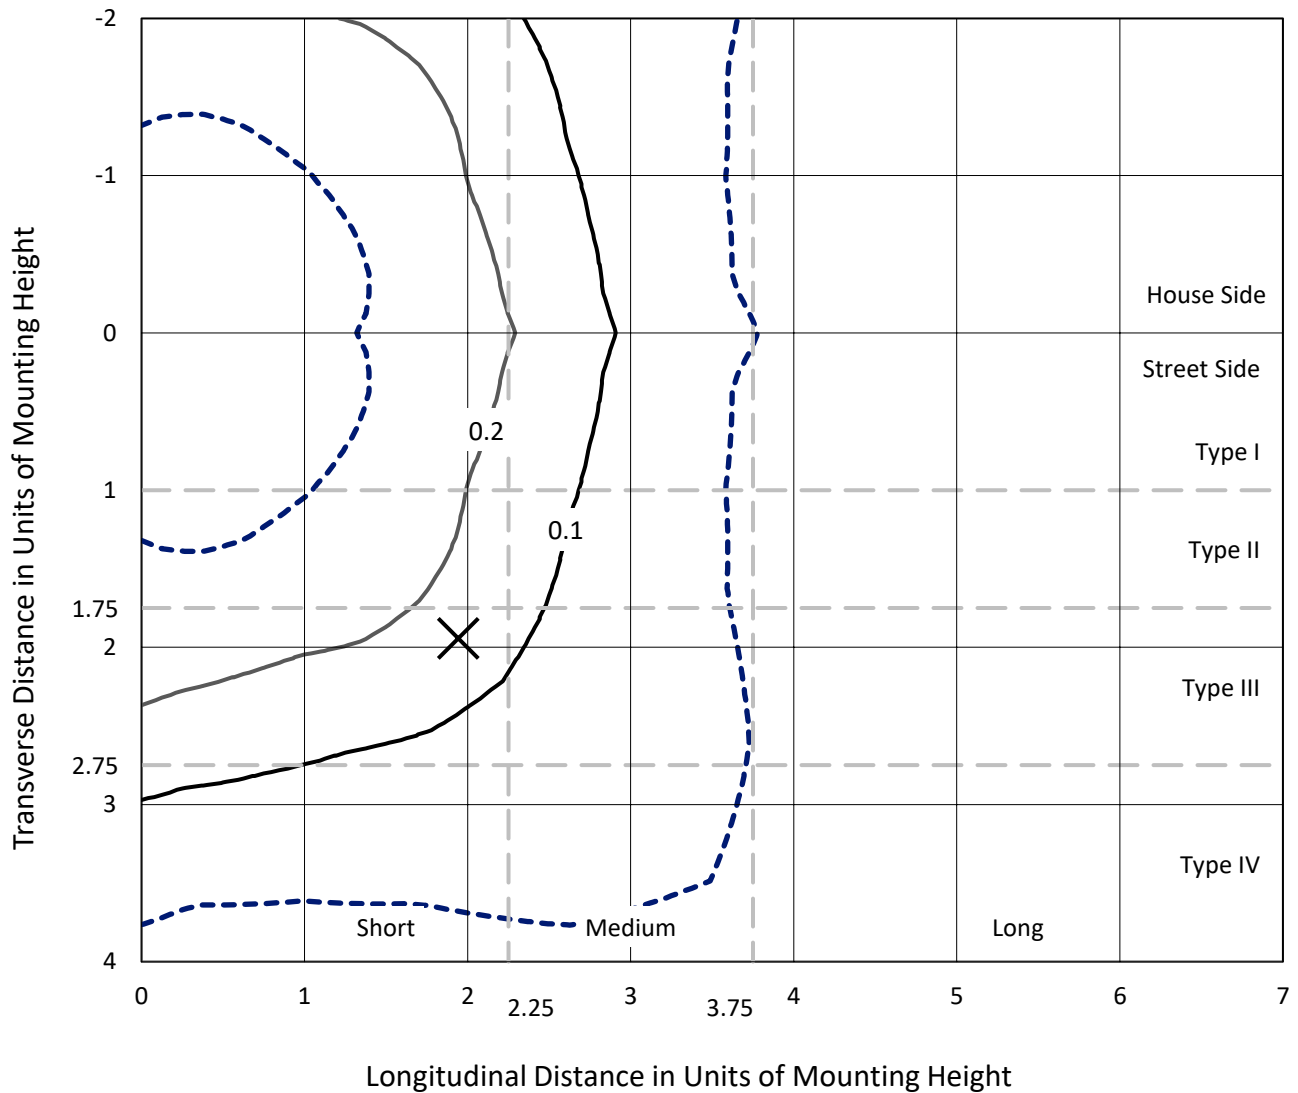 -2
-1
House Side
0
Street Side
0.2
Type I
1
0.1
Type II
1.75
2
Type III
2.75
3
Type IV
Short
Medium
Long
4
0
1
2
2.25
3
3.75
4
5
6
7
Transverse Distance in Units of Mounting Height
Longitudinal Distance in Units of Mounting Height